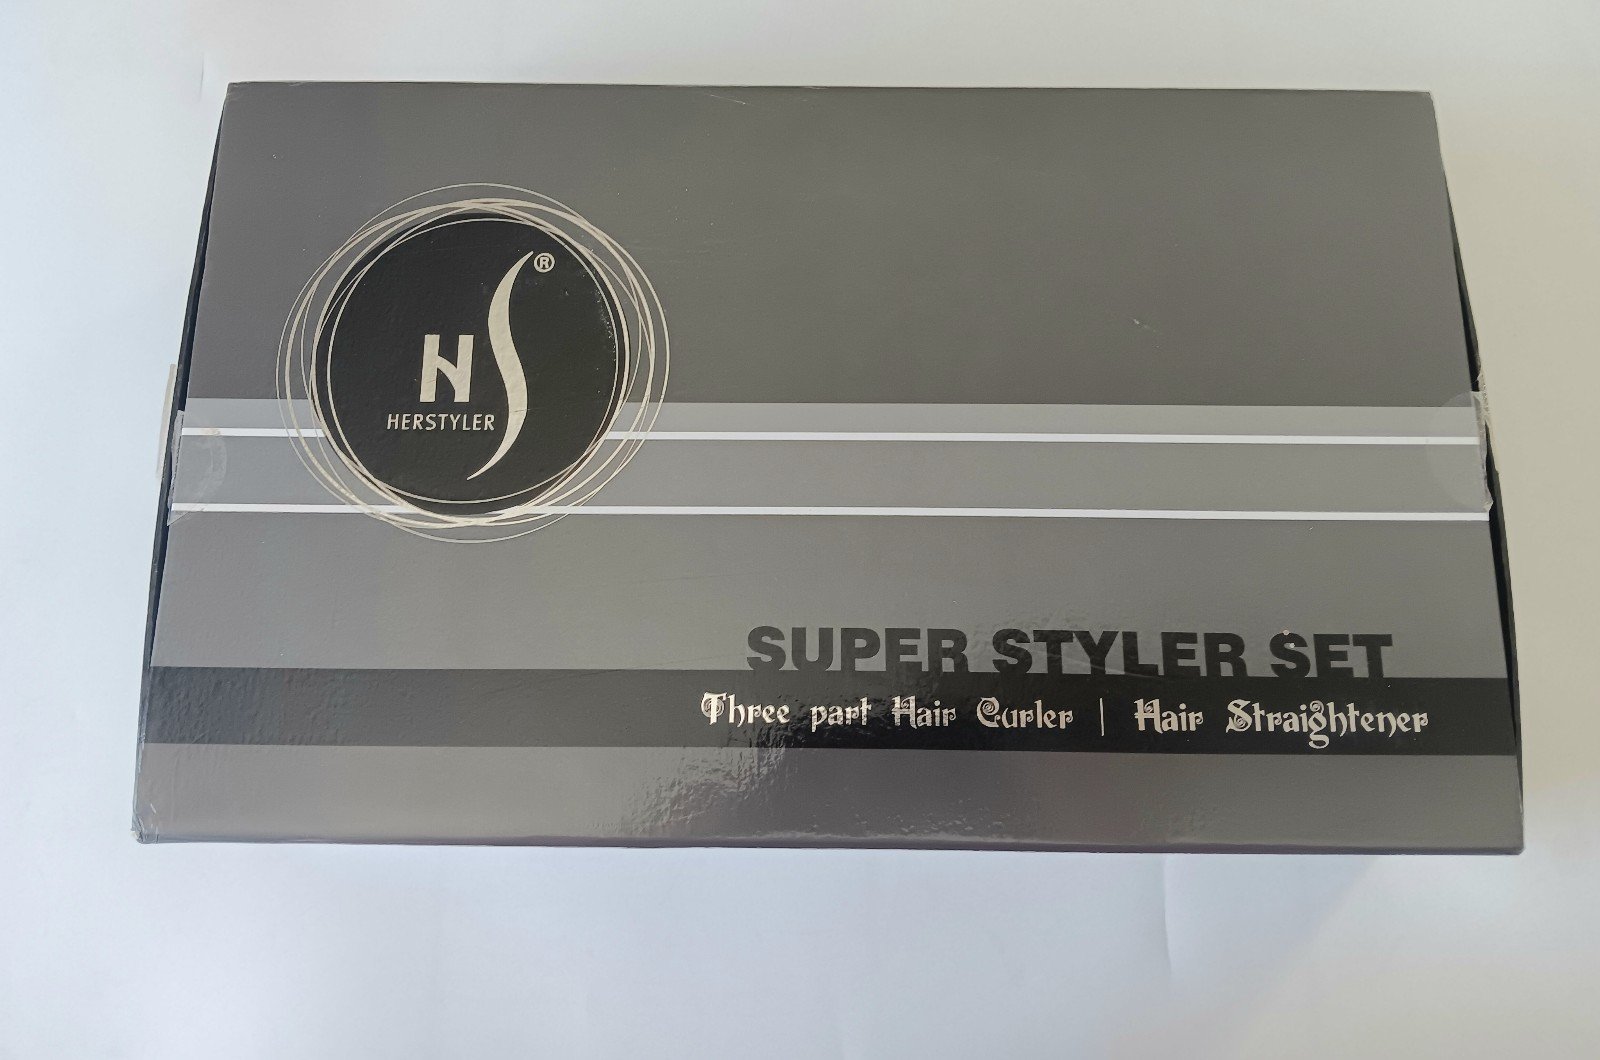 HS®
HERSTYLER
SUPER STYLER SET
Three part Hair Curler | Hair Straightener